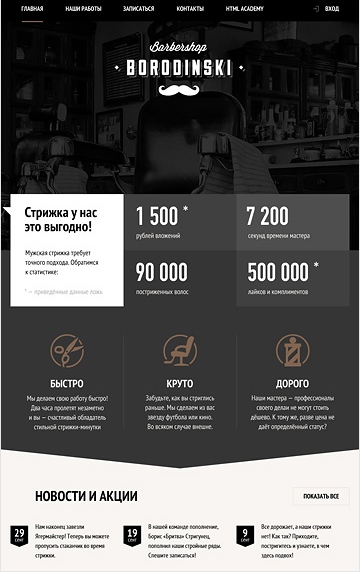 ГЛАВНАЯ НАШИ РАБОТЫ ЗАПИСАТЬСЯ КОНТАКТЫ HTML ACADEMY ВХОД
Barbershop
BORODINSKI
Стрижка у нас
это выгодно!
Мужская стрижка требует
точного подхода. Обратимся
к статистике:
* — приведённые данные ложь
1 500 *
рублей вложений
7 200
секунд времени мастера
90 000
постриженных волос
500 000 *
лайков и комплиментов
БЫСТРО
Мы делаем свою работу быстро!
Два часа пролетят незаметно
и вы — счастливый обладатель
стильной стрижки-минутки
КРУТО
Забудьте, как вы стриглись
раньше. Мы сделаем из вас
звезду футбола или кино.
Во всяком случае внешне.
ДОРОГО
Наши мастера — профессионалы
своего дела и не могут стоить
дёшево. К тому же, разве цена не
даёт определённый статус?
НОВОСТИ И АКЦИИ
ПОКАЗАТЬ ВСЕ
29
СЕНТ
Нам наконец завезли
Ягермайстер! Теперь вы можете
пропустить стаканчик во время
стрижки.
19
СЕНТ
В нашей команде пополнение,
Борис «Бритва» Стригунец,
пополнил наши стройные ряды.
Спешите записаться!
9
СЕНТ
Все дорожает, а наши стрижки
нет! Как так? Приходите,
постригитесь и узнаете, в чем
здесь подвох!